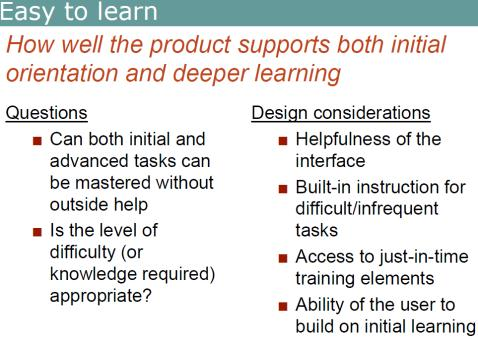 Easy to learn
How well the product supports both initial
orientation and deeper learning
Questions
■ Can both initial and
advanced tasks can
be mastered without
outside help
■ Is the level of
difficulty (or
knowledge required)
appropriate?
Design considerations
■ Helpfulness of the
interface
■ Built-in instruction for
difficult/infrequent
tasks
■ Access to just-in-time
training elements
■ Ability of the user to
build on initial learning